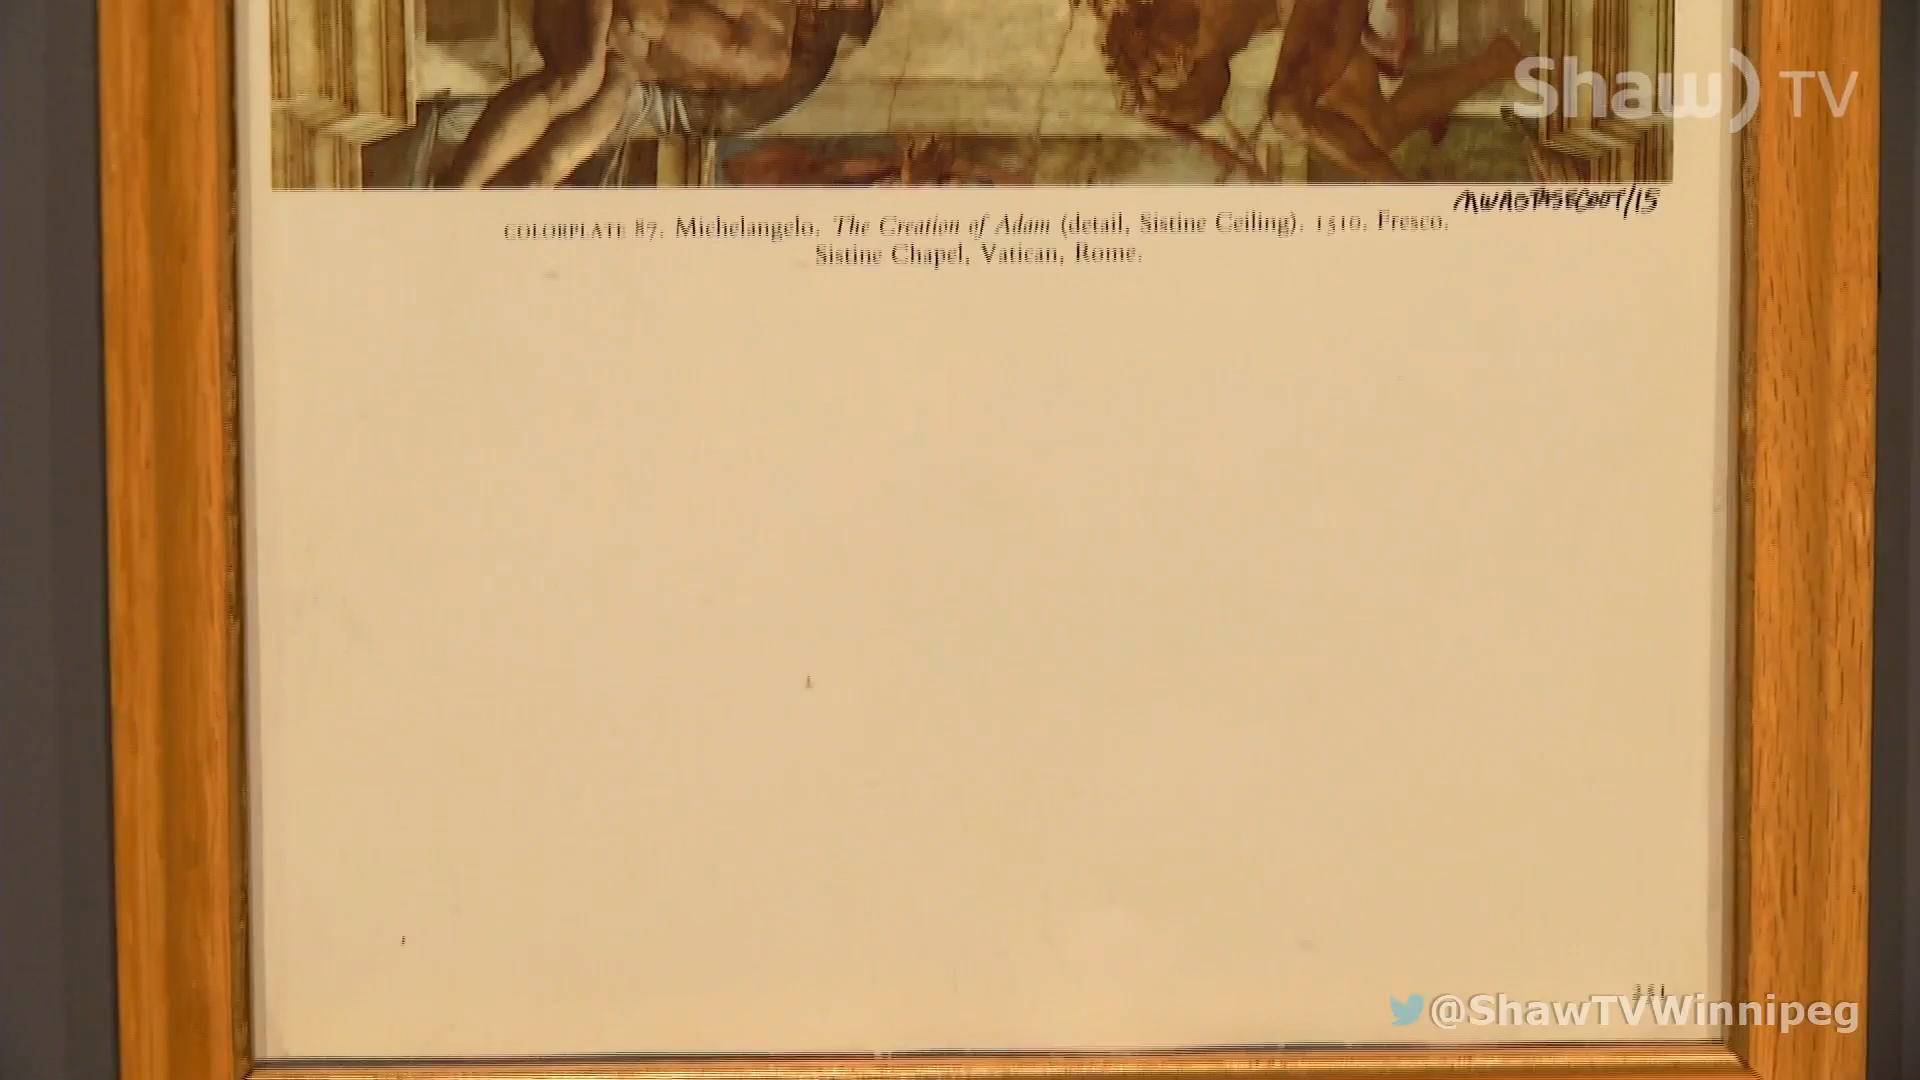 Shaw) TV
COLORPLATE 87. Michelangelo, The Creation of Adam (detail, Sistine Ceiling). 1510. Fresco.
Sistine Chapel, Vatican, Rome.
@ShawTVWinnipeg